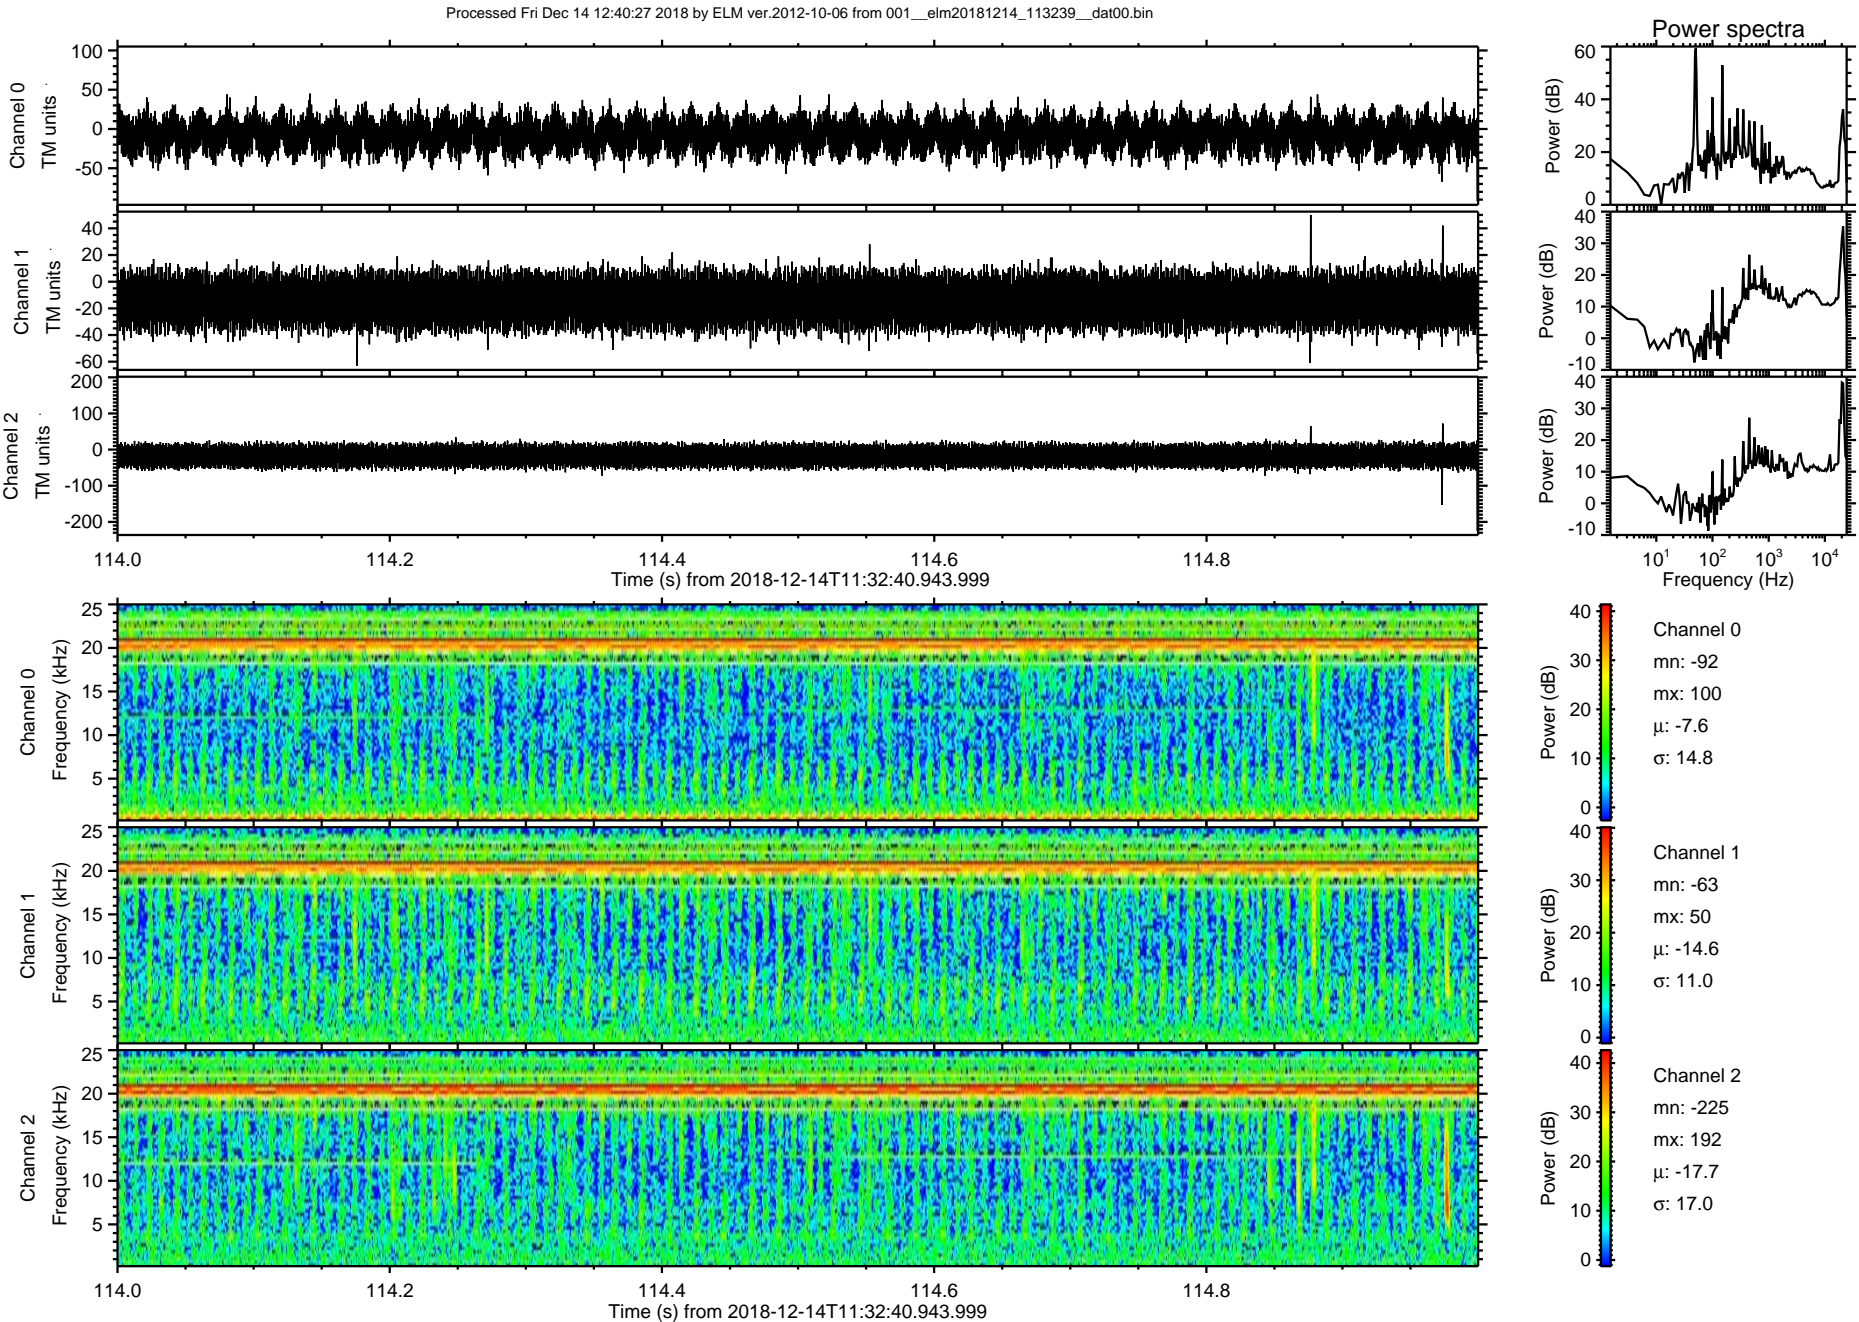 Processed Fri Dec 14 12:40:27 2018 by ELM ver.2012-10-06 from 001__elm20181214_113239__dat00.bin
Power spectra
Channel 0
TM units
100
50
0
-50
Power (dB)
60
40
20
0
Channel 1
TM units
40
20
0
-20
-40
-60
Power (dB)
40
30
20
10
0
-10
Channel 2
TM units
200
100
0
-100
-200
Power (dB)
40
30
20
10
0
-10
114.0 114.2 114.4 114.6 114.8
Time (s) from 2018-12-14T11:32:40.943.999
10^1 10^2 10^3 10^4
Frequency (Hz)
Channel 0
Frequency (kHz)
25
20
15
10
5
Power (dB)
40
30
20
10
0
Channel 0
mn: -92
mx: 100
μ: -7.6
σ: 14.8
Channel 1
Frequency (kHz)
25
20
15
10
5
Power (dB)
40
30
20
10
0
Channel 1
mn: -63
mx: 50
μ: -14.6
σ: 11.0
Channel 2
Frequency (kHz)
25
20
15
10
5
Power (dB)
40
30
20
10
0
Channel 2
mn: -225
mx: 192
μ: -17.7
σ: 17.0
114.0 114.2 114.4 114.6 114.8
Time (s) from 2018-12-14T11:32:40.943.999